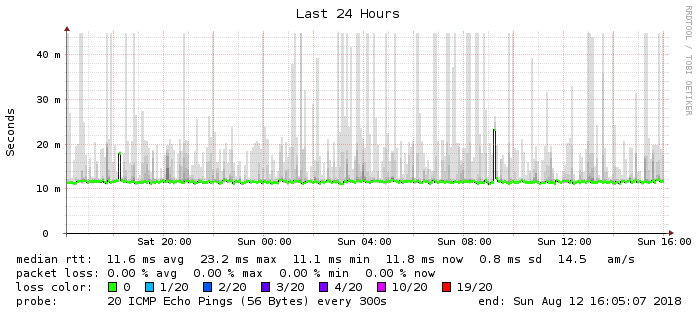 Last 24 Hours
RRDTOOL / TOBI OETIKER
Seconds
40 m
30 m
20 m
10 m
0
Sat 20:00 Sun 00:00 Sun 04:00 Sun 08:00 Sun 12:00 Sun 16:00
median rtt: 11.6 ms avg 23.2 ms max 11.1 ms min 11.8 ms now 0.8 ms sd 14.5 am/s
packet loss: 0.00 % avg 0.00 % max 0.00 % min 0.00 % now
loss color: 0 1/20 2/20 3/20 4/20 10/20 19/20
probe: 20 ICMP Echo Pings (56 Bytes) every 300s end: Sun Aug 12 16:05:07 2018